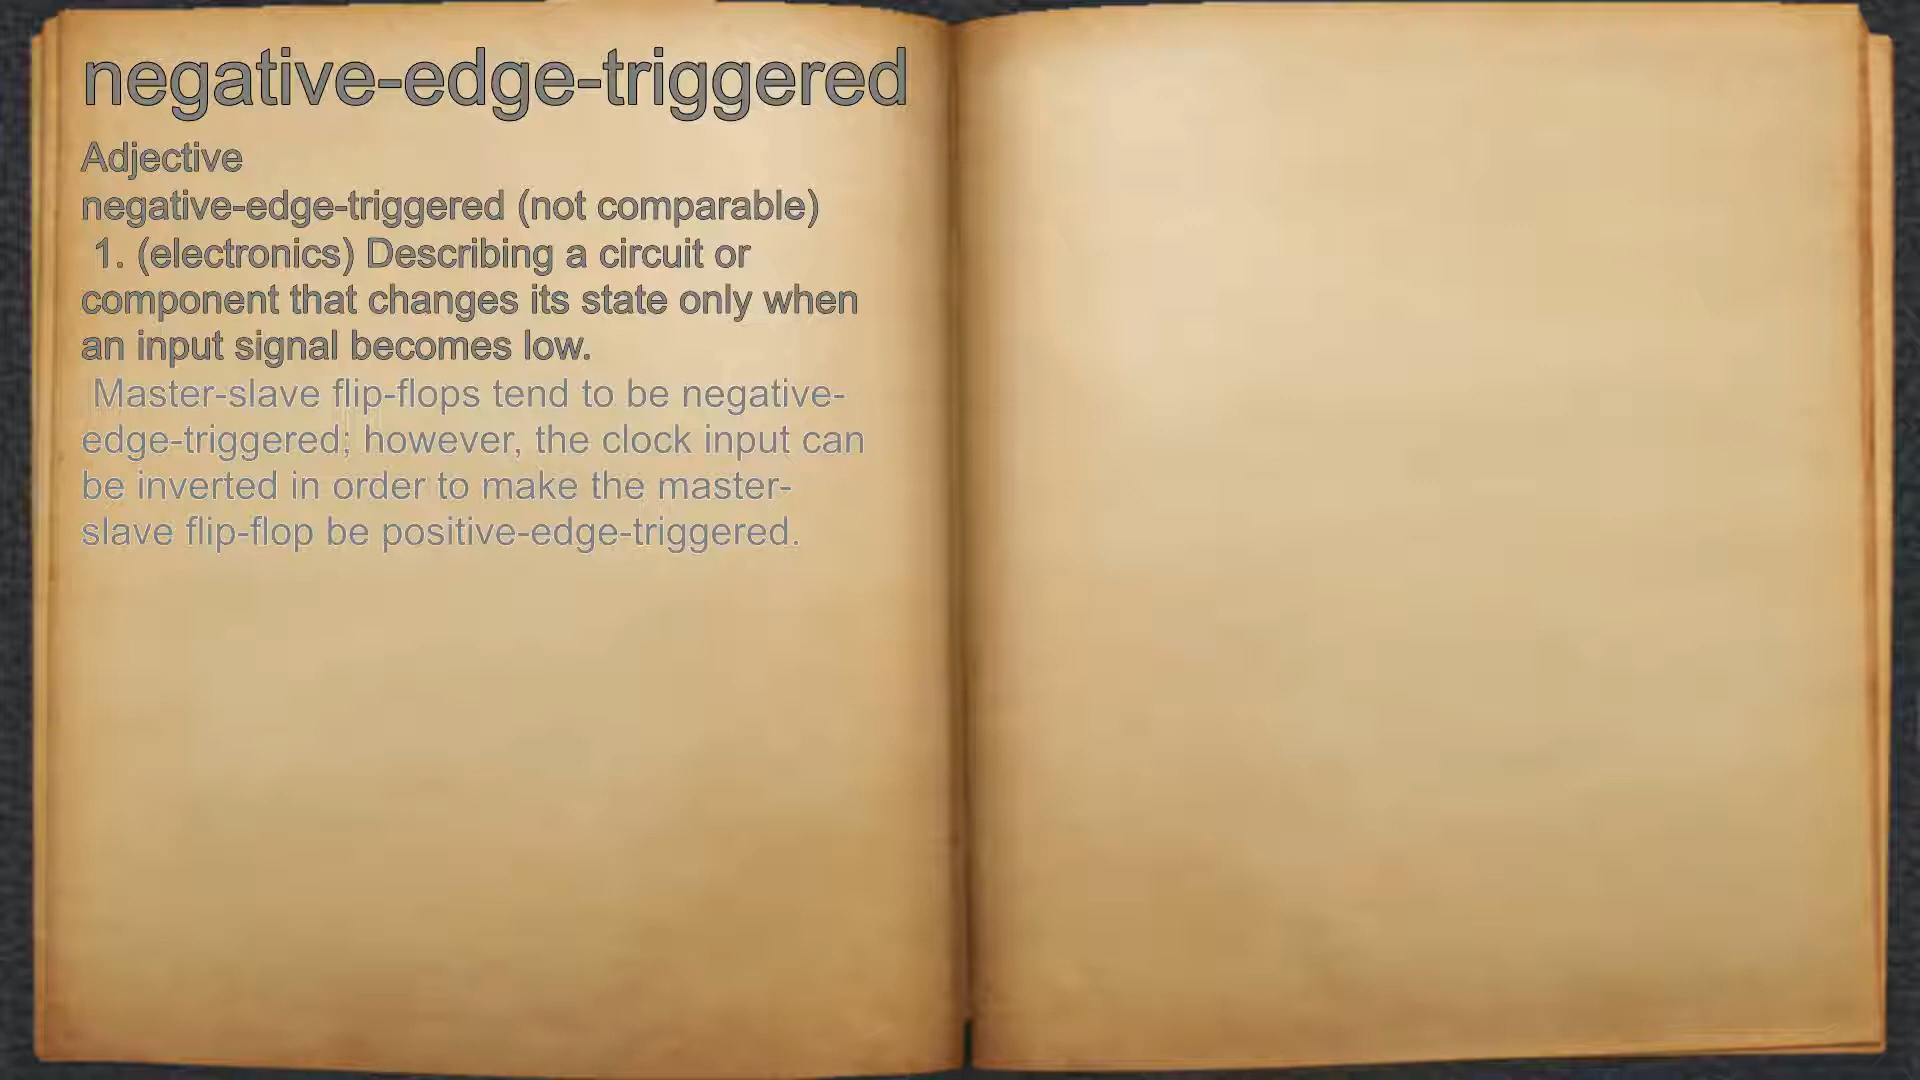 negative-edge-triggered
Adjective
negative-edge-triggered (not comparable)
1. (electronics) Describing a circuit or
component that changes its state only when
an input signal becomes low.
Master-slave flip-flops tend to be negative-
edge-triggered; however, the clock input can
be inverted in order to make the master-
slave flip-flop be positive-edge-triggered.